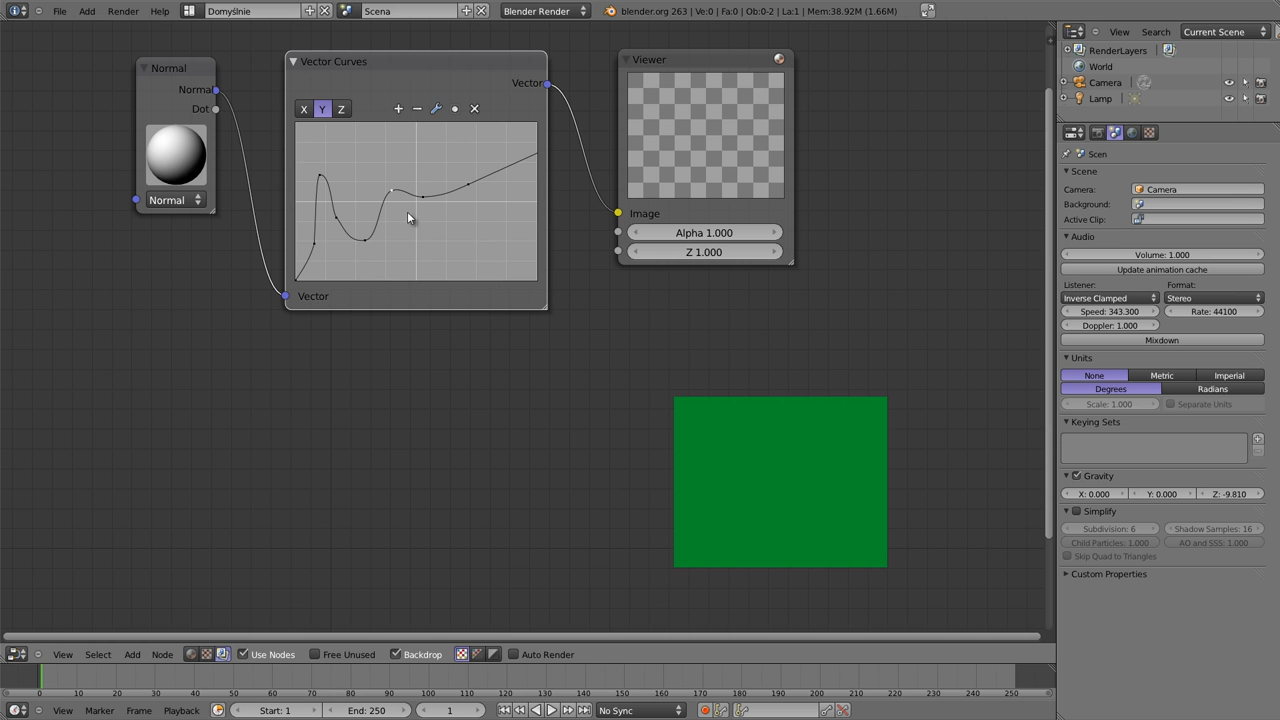 File Add Render Help Domyślnie Scena Blender Render blender.org 263 | Ve:0 | Fa:0 | Ob:0-2 | La:1 | Mem:38.92M (1.66M)
Normal
Normal
Dot
Normal
Vector Curves
Vector
X Y Z
Vector
Viewer
Image
Alpha 1.000
Z 1.000
View Search Current Scene
RenderLayers
World
Camera
Lamp
Scen
Scene
Camera: Camera
Background:
Active Clip:
Audio
Volume: 1.000
Update animation cache
Listener: Format:
Inverse Clamped Stereo
Speed: 343.300 Rate: 44100
Doppler: 1.000
Mixdown
Units
None Metric Imperial
Degrees Radians
Scale: 1.000 Separate Units
Keying Sets
Gravity
X: 0.000 Y: 0.000 Z: -9.810
Simplify
Subdivision: 6 Shadow Samples: 16
Child Particles: 1.000 AO and SSS: 1.000
Skip Quad to Triangles
Custom Properties
View Select Add Node Use Nodes Free Unused Backdrop Auto Render
0 10 20 30 40 50 60 70 80 90 100 110 120 130 140 150 160 170 180 190 200 210 220 230 240 250
View Marker Frame Playback Start: 1 End: 250 1 No Sync